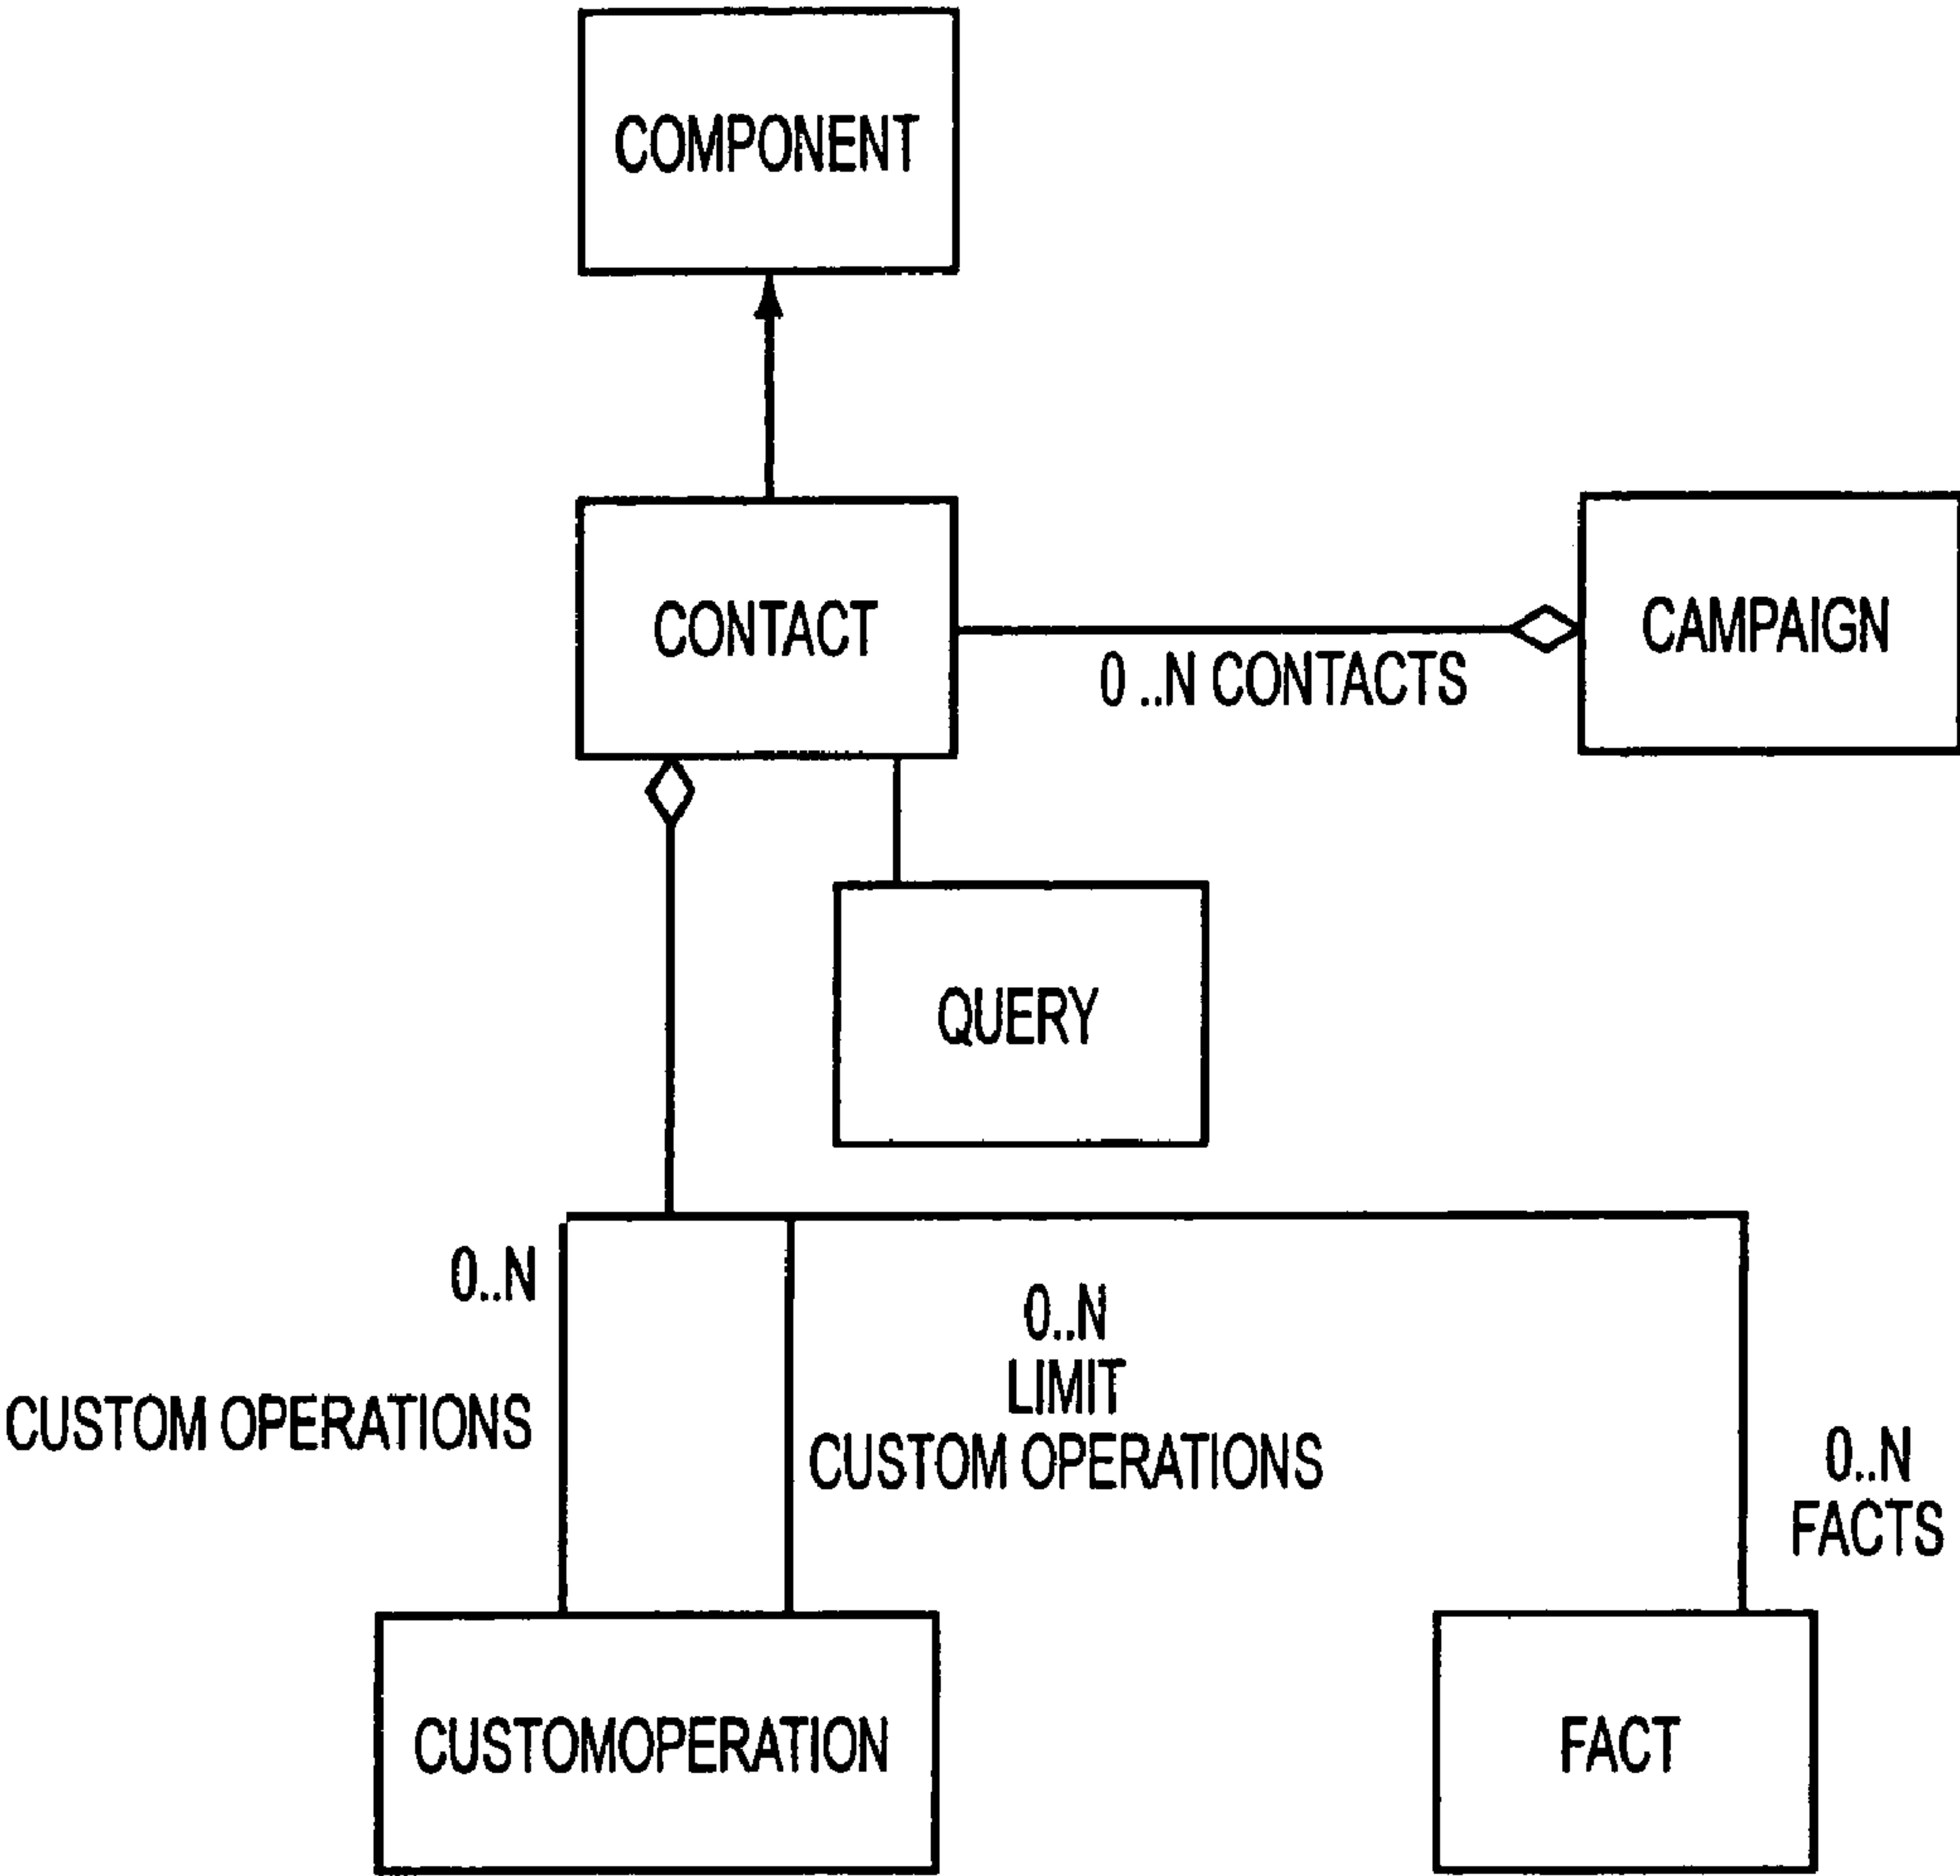 COMPONENT
CONTACT
CAMPAIGN
0 ..N CONTACTS
QUERY
0..N
CUSTOM OPERATIONS
0..N
LIMIT
CUSTOM OPERATIONS
0..N
FACTS
CUSTOMOPERATION
FACT